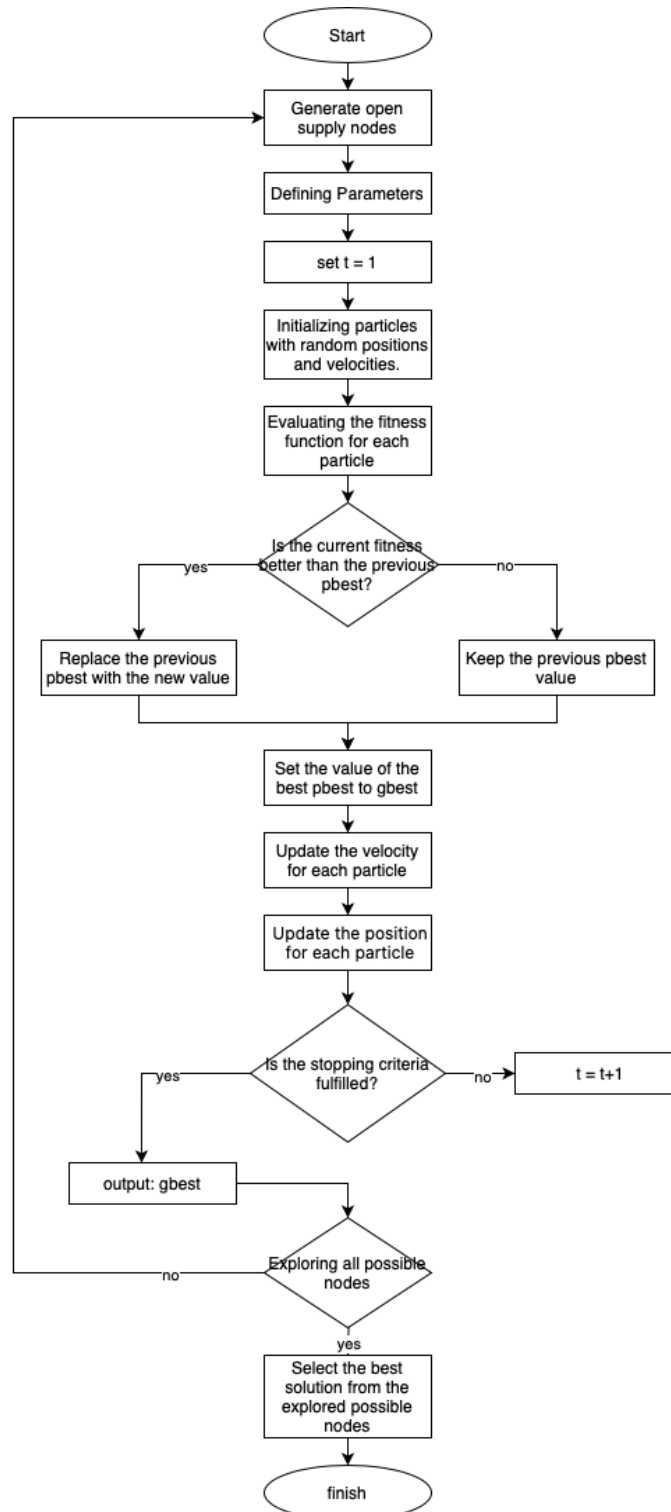 Start
Generate open
supply nodes
Defining Parameters
set t = 1
Initializing particles
with random positions
and velocities.
Evaluating the fitness
function for each
particle
Is the current fitness
better than the previous
pbest?
yes
no
Replace the previous
pbest with the new value
Keep the previous pbest
value
Set the value of the
best pbest to gbest
Update the velocity
for each particle
Update the position
for each particle
Is the stopping criteria
fulfilled?
yes
no
t = t+1
output: gbest
Exploring all possible
nodes
no
yes
Select the best
solution from the
explored possible
nodes
finish